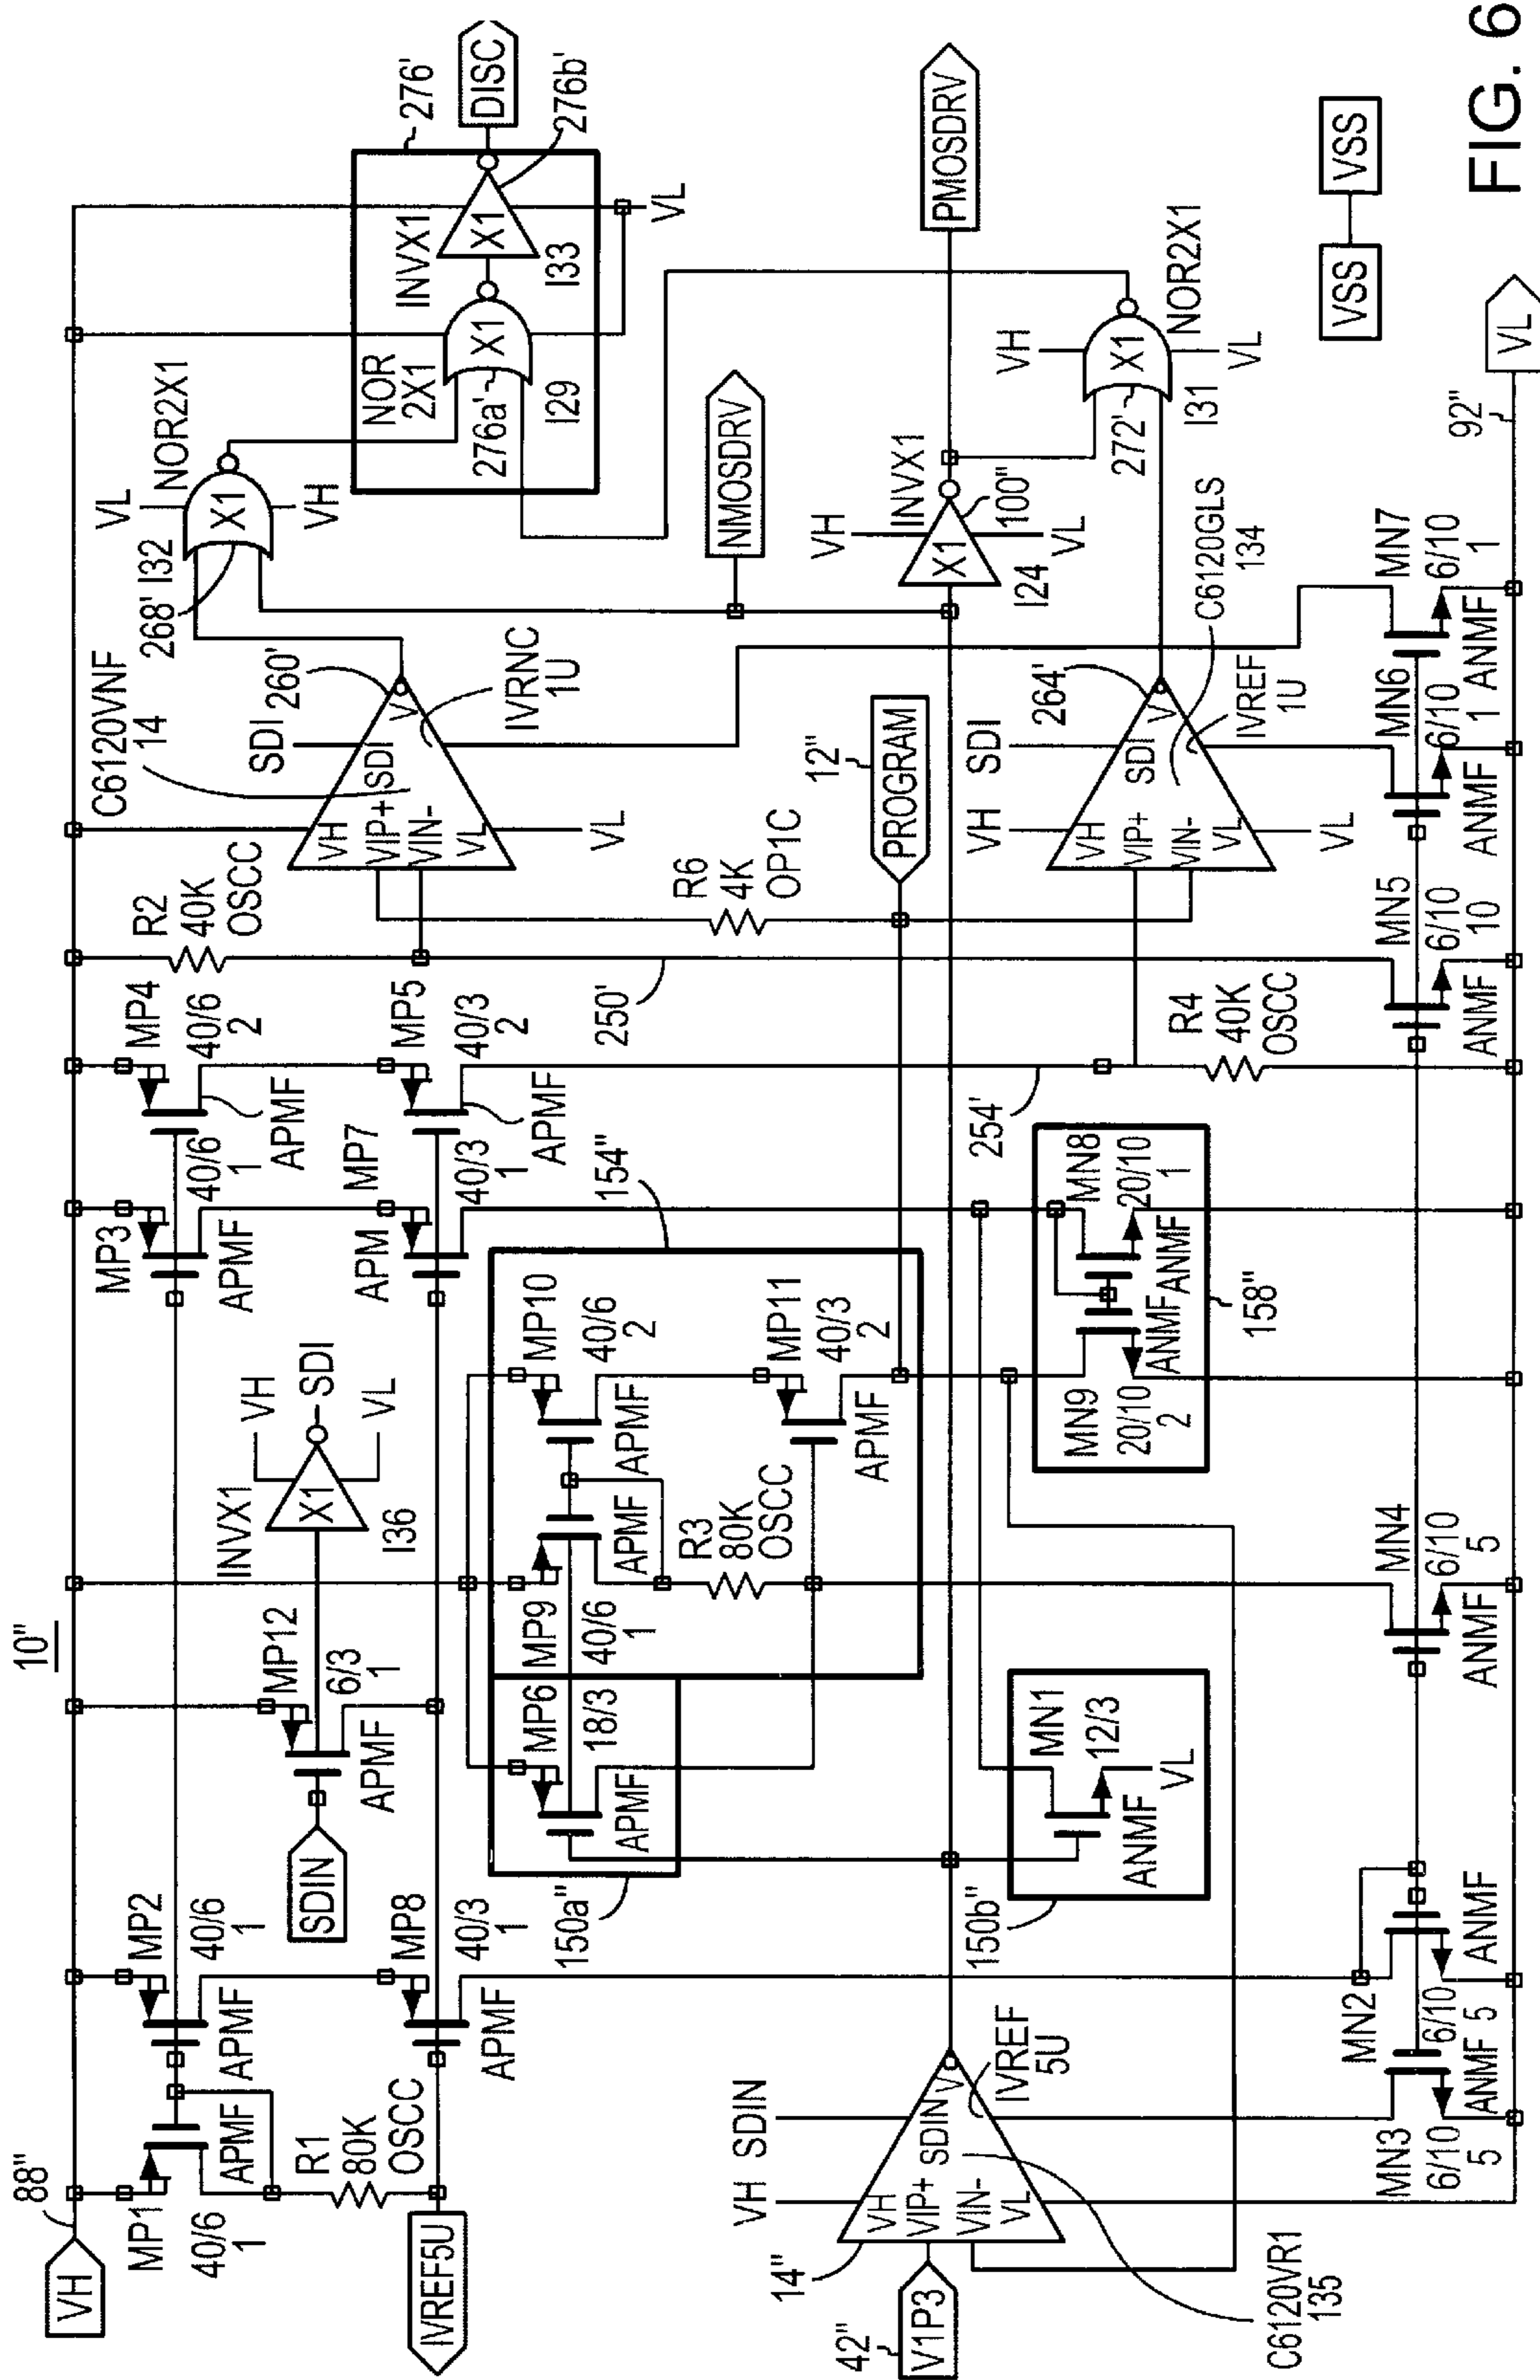 10"
88"
VH
MP1
40/6
1
APMF
MP2
40/6
1
APMF
R1
80K
OSCC
IVREF5U
MP8
40/3
1
APMF
SDIN
MP12
6/3
1
APMF
INVX1
X1
I36
VH
SDI
VL
MP3
40/6
1
APMF
MP4
40/6
2
APMF
APM
MP7
40/3
1
MP5
40/3
2
APMF
R2
40K
OSCC
C6120VNF
14
SDI
VH
VIP+
SDI
VIN-
VL
V
260'
IVRNC
1U
VL
VL
NOR2X1
X1
268'
I32
VH
276'
NOR
2X1
X1
276a'
I29
INVX1
X1
I33
276b'
DISC
VL
NMOSDRV
PMOSDRV
150a"
MP6
18/3
APMF
154"
MP9
40/6
1
APMF
MP10
40/6
2
APMF
R3
80K
OSCC
MP11
40/3
2
APMF
250'
254'
R6
4K
OP1C
12"
PROGRAM
VH
INVX1
X1
100"
I24
VL
VH
NOR2X1
X1
272'
I31
VL
VH
SDI
VH
VIP+
SDI
VIN-
VL
V
264'
C6120GLS
134
IVREF
1U
VL
VH
SDIN
14"
42"
V1P3
VH
VIP+
SDIN
VIN-
VL
V
IVREF
5U
C6120VR1
135
150b"
MN1
12/3
ANMF
VL
158"
MN9
20/10
2
ANMF
MN8
20/10
1
ANMF
R4
40K
OSCC
MN3
6/10
5
ANMF
MN2
6/10
5
ANMF
MN4
6/10
5
ANMF
MN5
6/10
10
ANMF
MN6
6/10
1
ANMF
MN7
6/10
1
ANMF
92"
VL
VSS
VSS
FIG. 6